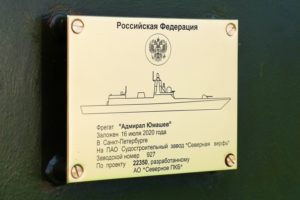 Российская Федерация
Фрегат "Адмирал Юмашев"
Заложен 16 июля 2020 года
В Санкт-Петербурге
На ПАО Судостроительный завод "Северная верфь"
Заводской номер 927
По проекту 22350, разработанному
АО "Северное ПКБ"